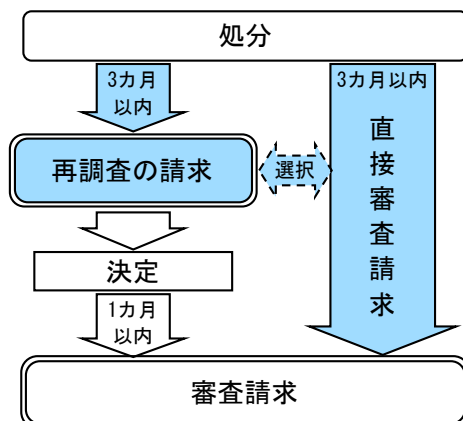 処分
3カ月
以内
3カ月以内
再調査の請求
選択
直接審査請求
決定
1カ月
以内
審査請求